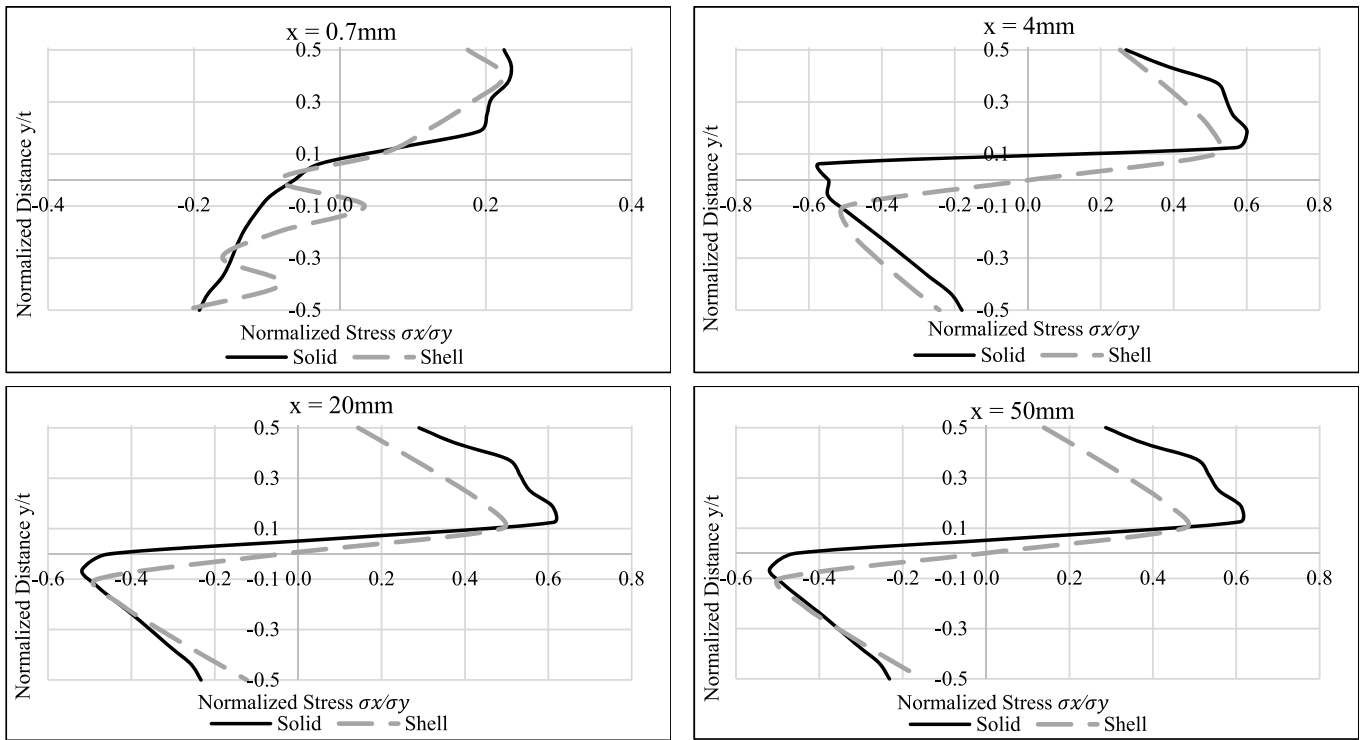 x = 0.7mm
Normalized Distance y/t
0.5
0.3
0.1
-0.4 -0.2 -0.1 0.0 0.2 0.4
-0.3
-0.5
Normalized Stress σx/σy
Solid Shell
x = 4mm
Normalized Distance y/t
0.5
0.3
0.1
-0.8 -0.6 -0.4 -0.2 -0.1 0.0 0.2 0.4 0.6 0.8
-0.3
-0.5
Normalized Stress σx/σy
Solid Shell
x = 20mm
Normalized Distance y/t
0.5
0.3
0.1
-0.6 -0.4 -0.2 -0.1 0.0 0.2 0.4 0.6 0.8
-0.3
-0.5
Normalized Stress σx/σy
Solid Shell
x = 50mm
Normalized Distance y/t
0.5
0.3
0.1
-0.6 -0.4 -0.2 -0.1 0.0 0.2 0.4 0.6 0.8
-0.3
-0.5
Normalized Stress σx/σy
Solid Shell